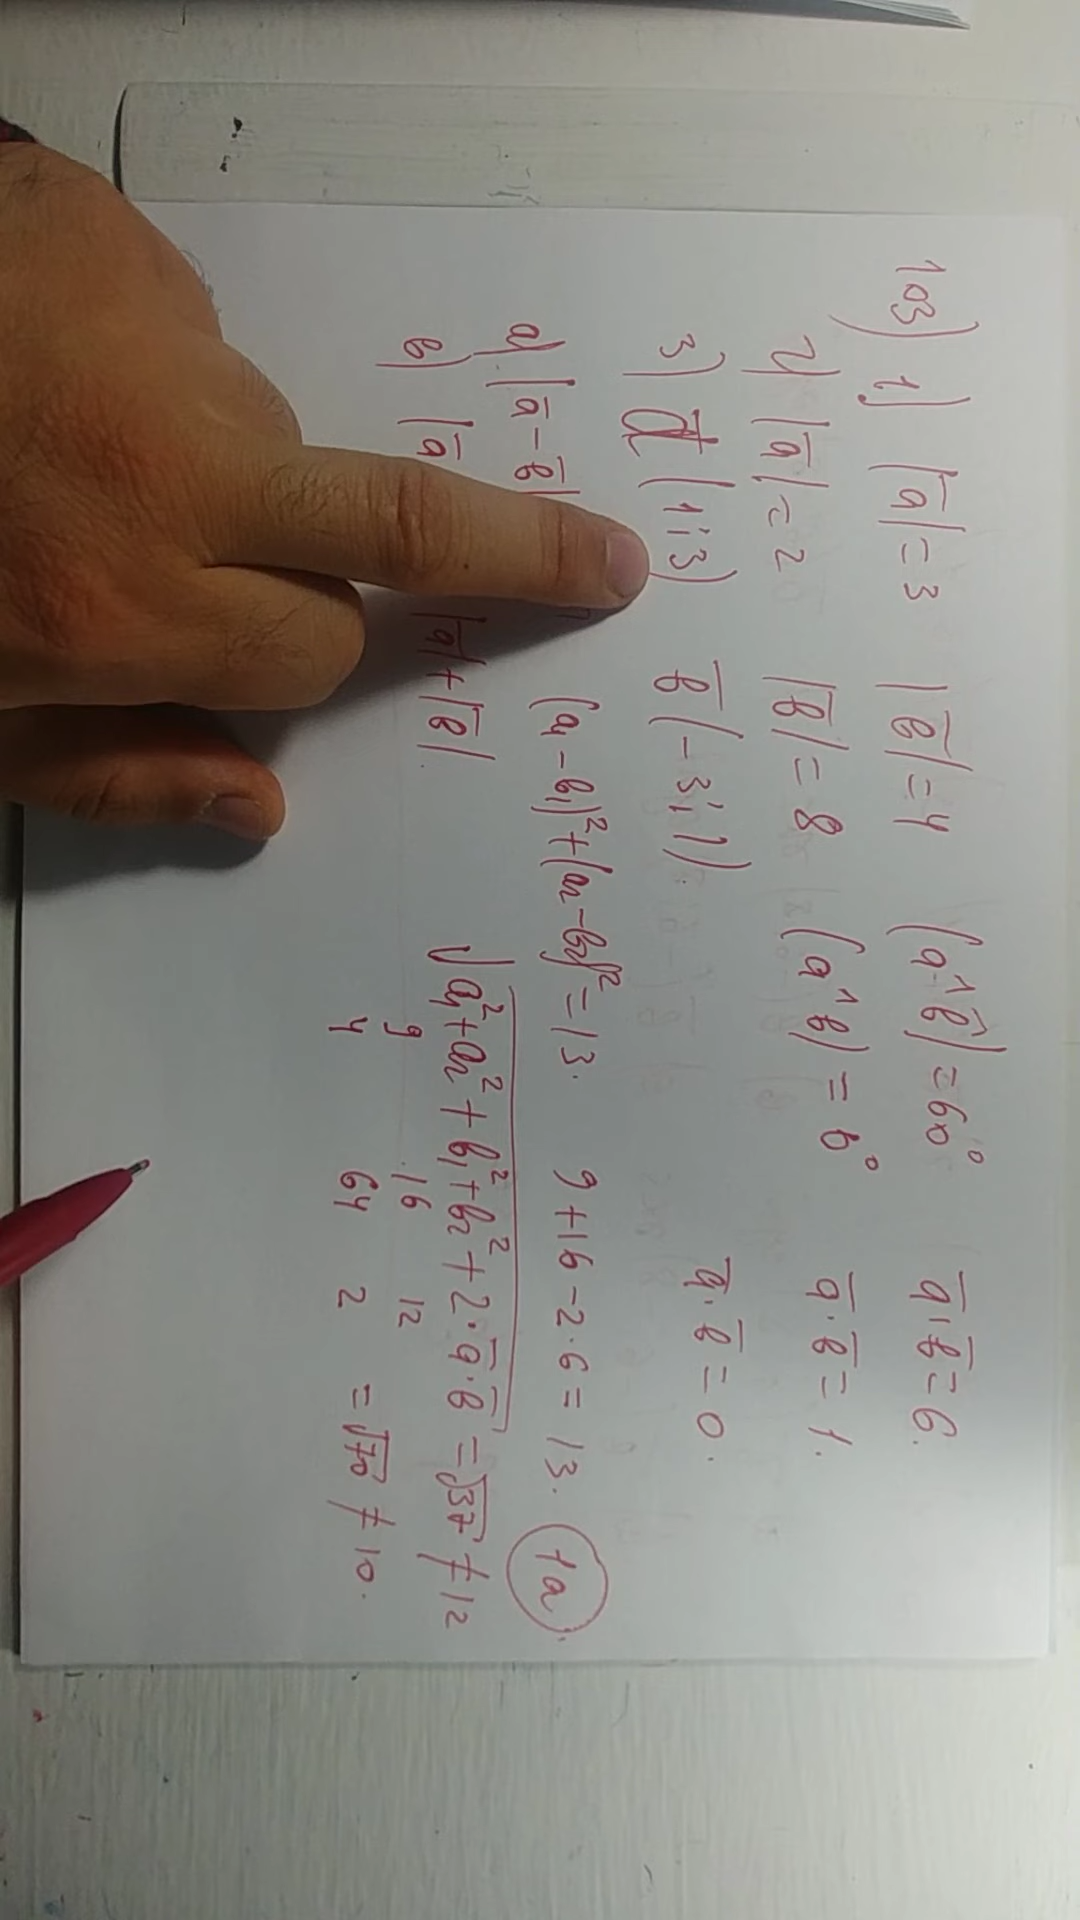 103) 1) |a̅| = 3 |b̅| = 4 (a^b̅) = 60° a̅·b̅ = 6.
2) |a̅| = 2 |b̅| = 8 (a^b) = 0° a̅·b̅ = 1.
3) a̅ (1; 3) b̅ (-3; 1). a̅·b̅ = 0.
a) |a̅ - b̅| (a₁ - b₁)² + (a₂ - b₂)² = 13. 9 + 16 - 2·6 = 13. 1a.
b) |a̅ |a̅| + |b̅|. √a₁² + a₂² + b₁² + b₂² + 2·a̅·b̅ = √37 ≠ 12
9 16 12
4 64 2 = √70 ≠ 10.